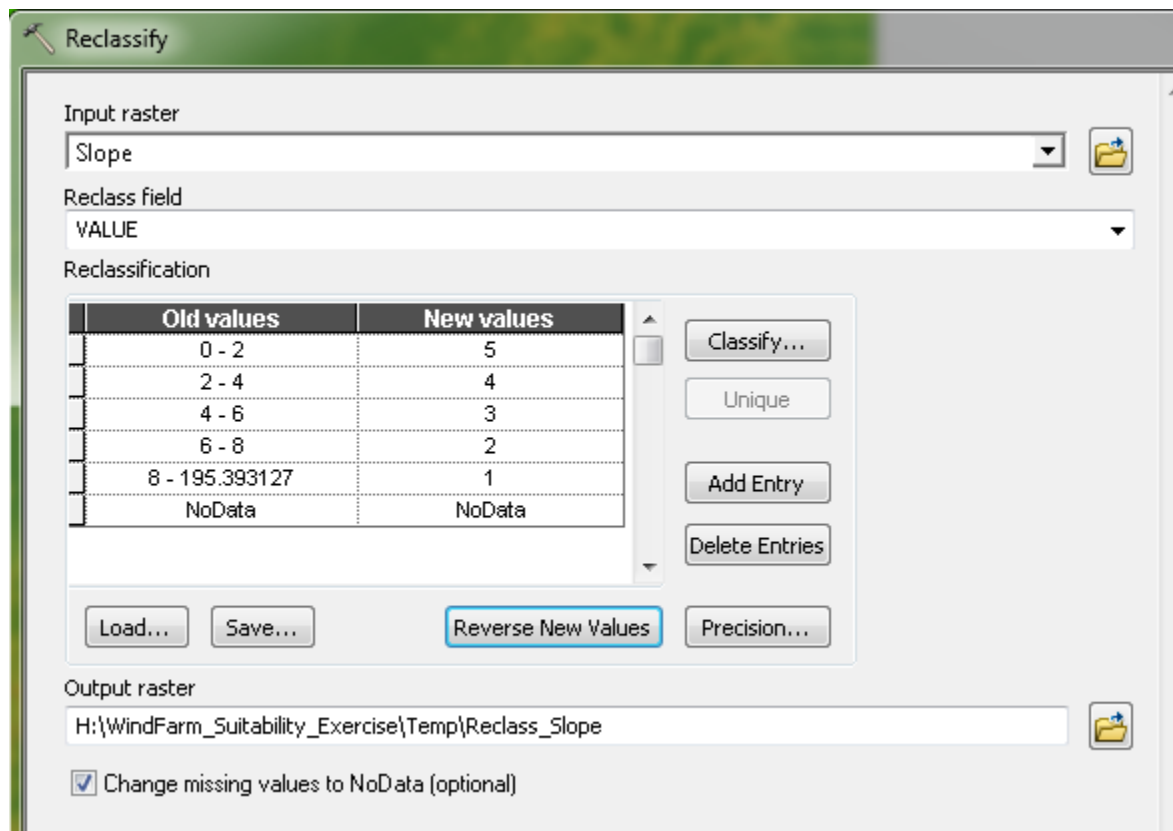 Reclassify
Input raster
Slope
Reclass field
VALUE
Reclassification
Old values New values
0 - 2 5
2 - 4 4
4 - 6 3
6 - 8 2
8 - 195.393127 1
NoData NoData
Classify...
Unique
Add Entry
Delete Entries
Load... Save... Reverse New Values Precision...
Output raster
H:\WindFarm_Suitability_Exercise\Temp\Reclass_Slope
Change missing values to NoData (optional)